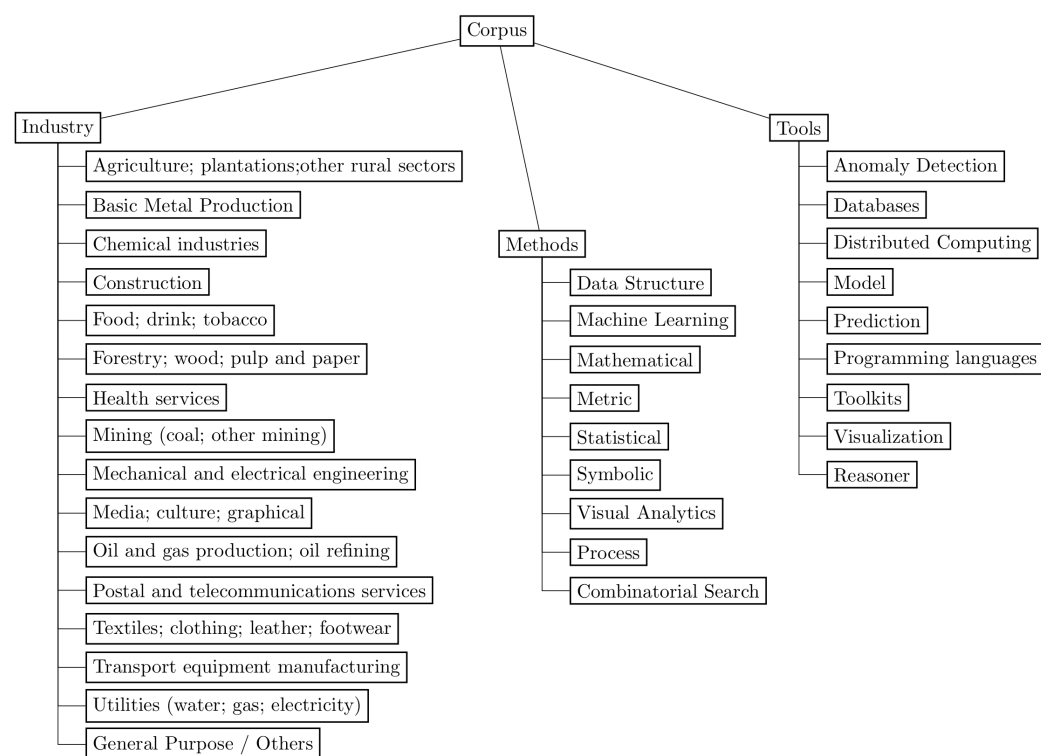 Corpus
Industry
Agriculture; plantations;other rural sectors
Basic Metal Production
Chemical industries
Construction
Food; drink; tobacco
Forestry; wood; pulp and paper
Health services
Mining (coal; other mining)
Mechanical and electrical engineering
Media; culture; graphical
Oil and gas production; oil refining
Postal and telecommunications services
Textiles; clothing; leather; footwear
Transport equipment manufacturing
Utilities (water; gas; electricity)
General Purpose / Others
Methods
Data Structure
Machine Learning
Mathematical
Metric
Statistical
Symbolic
Visual Analytics
Process
Combinatorial Search
Tools
Anomaly Detection
Databases
Distributed Computing
Model
Prediction
Programming languages
Toolkits
Visualization
Reasoner